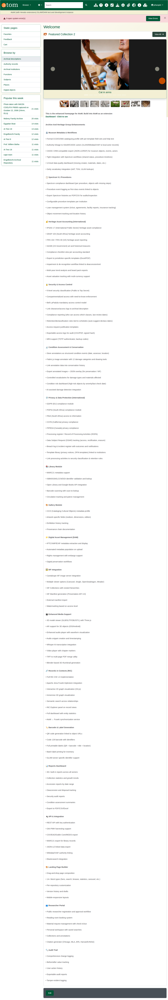 atom
Browse
Search
johanpiet
AtoM (with Heratio extensions) GLAM/DAM test and development instance
9 open system error(s)
View Errors
Static pages
Favorites
Feedback
Cart
Browse by
Archival descriptions
Authority records
Archival institutions
Functions
Subjects
Places
Digital objects
Popular this week
Photo taken with NIKON COOLPIX P6000 captured on October 22, 2008 (24mm, f/5.9) 21 visits
Mobrey Family Archive 20 visits
Egyptian Boat 14 visits
AI Test 19 13 visits
Engelbrecht Family 12 visits
AI Test 9 12 visits
Prof. Willem Botha 11 visits
AI Test 16 11 visits
cape town 11 visits
Engelbrecht Archival Repository 11 visits
Welcome
Featured Collection 2
View All →
Cat in arms
This is the enhanced homepage for AtoM. Build into AtoM as an extension
Dashboard - Click to see
Archive And Heritage Group Enhancements
🏛️ Museum Metadata & Workflows
• Formal CCO/CDWA cataloguing profile with per-template field sets and help text
• Authority linkage to ISAAR/CIDOC actors (ULAN/Wikidata/VIAF to local actor records)
• CIDOC CRM-compatible export (JSON-LD/RDF) for museum objects, events, actors
• Tight integration with Spectrum workflows (shared status, procedure timelines)
• UI-level data quality dashboard (missing creator, materials, dates, etc.)
• Getty vocabulary integration (AAT, TGN, ULAN lookups)
📋 Spectrum 5.1 Procedures
• Spectrum compliance dashboard (per procedure, objects with missing steps)
• Procedure event logging as first-class events linked to objects
• Export Spectrum histories as PDF/CSV for audits/inspection
• Configurable procedure templates per institution
• Loan management system (in/out, agreements, facility reports, insurance tracking)
• Object movement tracking and location history
💰 Heritage Asset Accounting (International)
• IPSAS 17 (International Public Sector) heritage asset compliance
• GRAP 103 (South Africa) heritage asset accounting
• FRS 102 / FRS 30 (UK) heritage asset reporting
• GASB (US Government) art and historical treasures
• Compliance checklist view per accounting standard
• Export to jurisdiction-specific templates (Excel/PDF)
• Impairment & de-recognition workflow linked to deaccession/exit
• Multi-year trend analysis and board pack exports
• Asset valuation tracking with multi-currency support
🔒 Security & Access Control
• 5-level security classification (Public to Top Secret)
• Compartmentalized access with need-to-know enforcement
• Bell-LaPadula mandatory access control model
• Link clearance/access logs to archival description
• Compliance reporting (who can access which classes, last review dates)
• Retention/declassification rules tied to schedules (auto-suggest declass dates)
• Access-request justification templates
• Exportable access logs for audit (CSV/PDF, signed hash)
• MFA support (TOTP authenticator, backup codes)
🔬 Condition Assessment & Conservation
• Store annotations as structured condition events (date, assessor, location)
• Fabric.js image annotator with 12 damage categories and drawing tools
• Link annotation data into conservation history
• Export annotated images + JSON overlay (for preservation / IIIF)
• Controlled vocabularies for damage types and materials affected
• Condition risk dashboard (high-risk objects by severity/last check date)
• AI-assisted damage detection integration
🛡️ Privacy & Data Protection (International)
• GDPR (EU) compliance module
• POPIA (South Africa) compliance module
• PAIA (South Africa) access to information
• CCPA (California) privacy compliance
• PIPEDA (Canada) privacy compliance
• Processing register / Record of Processing Activities (ROPA)
• Data Subject Request (DSAR) tracking (access, rectification, erasure)
• Breach log & incident register with outcomes and notifications
• Template library (privacy notices, DPIA templates) linked to institutions
• Link processing activities to security classification & retention rules
📚 Library Module
• MARC21 metadata support
• ISBN/ISSN/LCCN/DOI identifier validation and lookup
• Open Library and Google Books API integration
• Barcode scanning with scan-to-lookup
• Circulation tracking and patron management
🎨 Gallery Module
• CCO (Cataloging Cultural Objects) metadata profile
• Artwork-specific fields (medium, dimensions, edition)
• Exhibition history tracking
• Provenance chain documentation
📁 Digital Asset Management (DAM)
• IPTC/XMP/EXIF metadata extraction and display
• Automated metadata population on upload
• Rights management with embargo support
• Digital preservation workflows
🖼️ IIIF Integration
• Cantaloupe IIIF image server integration
• Multiple viewer options (Carousel, Single, OpenSeadragon, Mirador)
• IIIF Collections with nested hierarchies
• IIIF Manifest generation (Presentation API 3.0)
• External manifest import
• Watermarking based on access level
🎬 Enhanced Media Support
• 3D model viewer (GLB/GLTF/OBJ/STL) with Three.js
• AR support for 3D objects (iOS/Android)
• Enhanced audio player with waveform visualization
• Audio snippet creation and timestamping
• Whisper AI transcription integration
• Video player with chapter markers
• TIFF to multi-page PDF merge utility
• Blender-based 3D thumbnail generation
🔗 Records in Contexts (RiC)
• Full RiC-CM 1.0 implementation
• Apache Jena Fuseki triplestore integration
• Interactive 2D graph visualization (D3.js)
• Immersive 3D graph visualization
• Semantic search across relationships
• RiC Explorer panel on record views
• Full dashboard with entity statistics
• AtoM ↔ Fuseki synchronization service
🏷️ Barcode & Label Generation
• QR code generation linked to object URLs
• Code 128 barcode with identifiers
• Full printable labels (QR + barcode + title + location)
• Batch label printing for inventory
• GLAM-sector specific identifier support
📊 Reports Dashboard
• 30+ built-in reports across all sectors
• Collection statistics and growth trends
• Accession reports by date range
• Deaccession and disposal tracking
• Security audit reports
• Condition assessment summaries
• Export to PDF/CSV/Excel
🔌 API & Integration
• REST API with key authentication
• OAI-PMH harvesting support
• CSV/EAD/Dublin Core/MODS export
• MARC21 export for library records
• JSON-LD linked data export
• Wikidata/VIAF authority linking
• Elasticsearch integration
🎨 Landing Page Builder
• Drag-and-drop page composition
• 14+ block types (hero, search, browse, statistics, carousel, etc.)
• Per-repository customization
• Version history and drafts
• Mobile-responsive layouts
👥 Researcher Portal
• Public researcher registration and approval workflow
• Reading room booking system
• Material request management with check-in/out
• Personal workspace with saved searches
• Collections and annotations
• Citation generator (Chicago, MLA, APA, Harvard/UNISA)
🔍 Audit Trail
• Comprehensive change logging
• Before/after value tracking
• User action history
• Exportable audit reports
• Tamper-evident logging
Edit